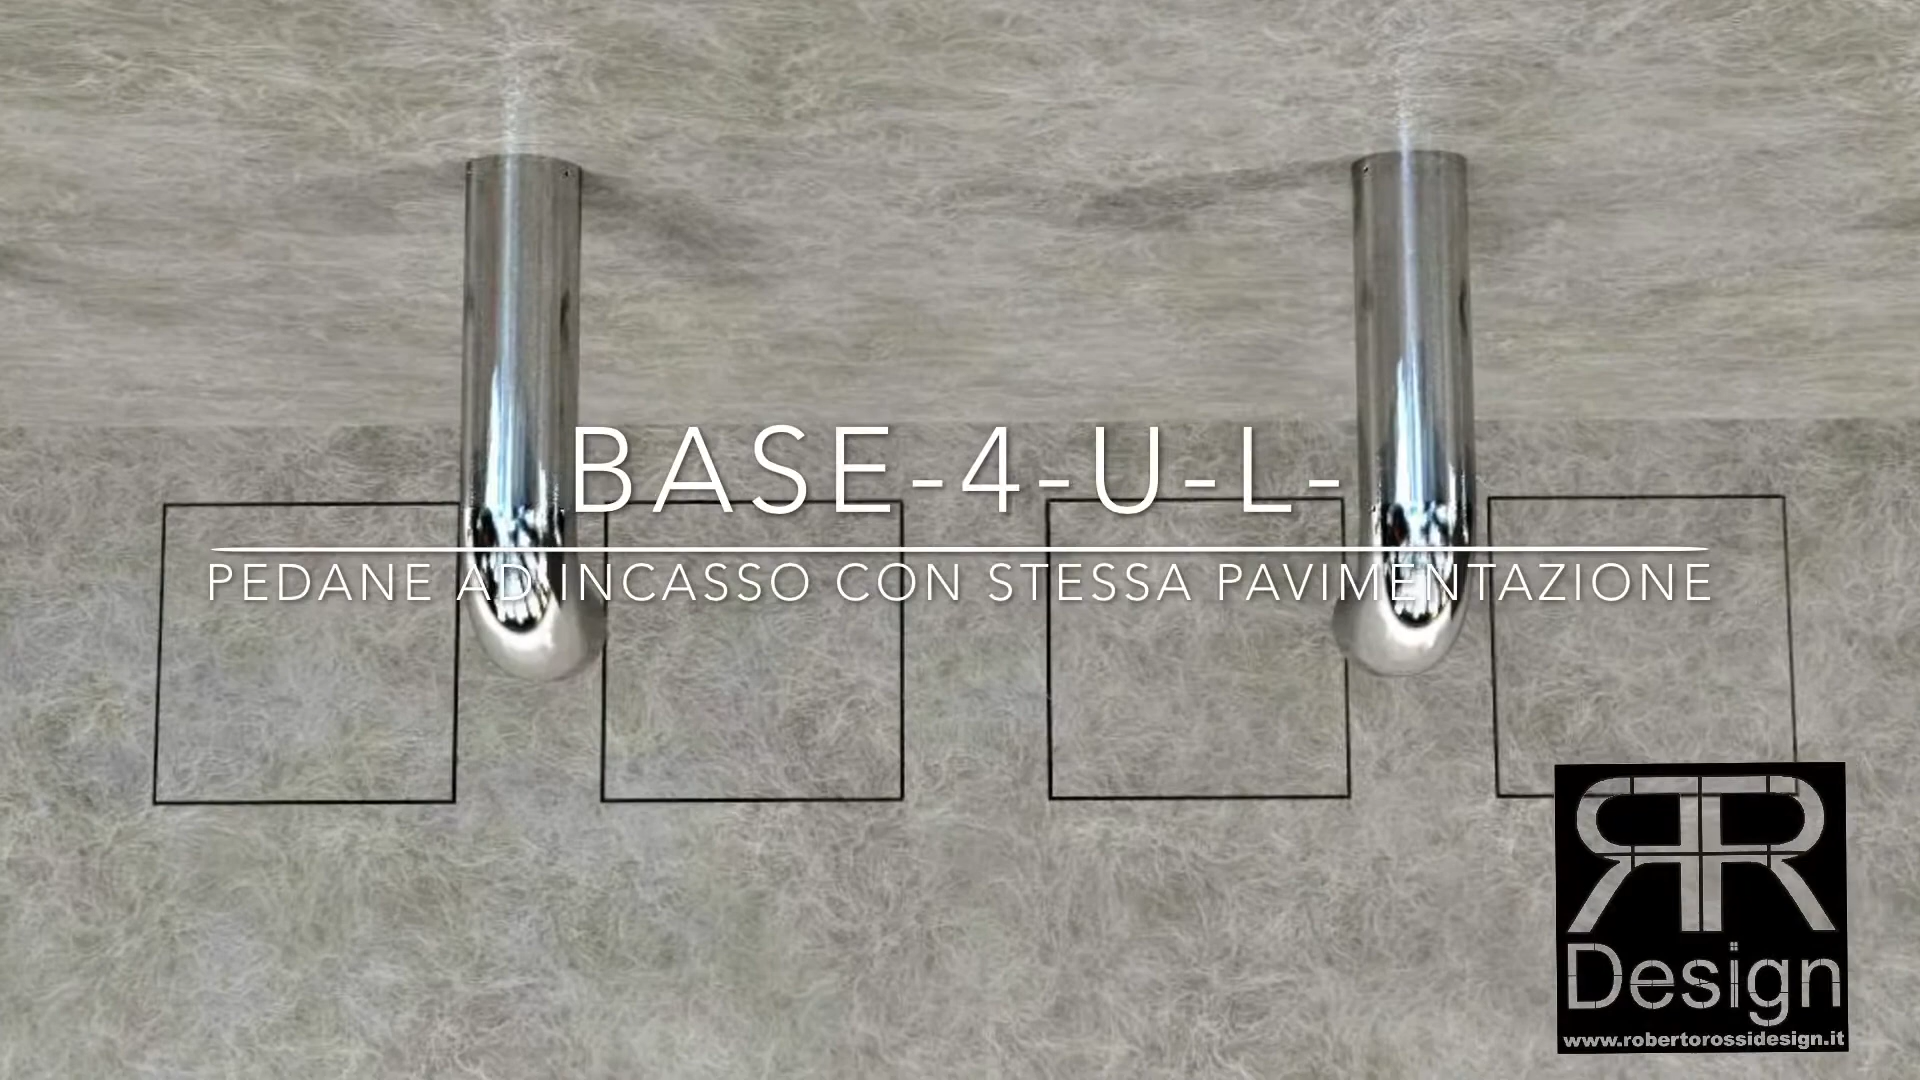 BASE-4-U-L-
PEDANE AD INCASSO CON STESSA PAVIMENTAZIONE
RR
Design
www.robertorossidesign.it